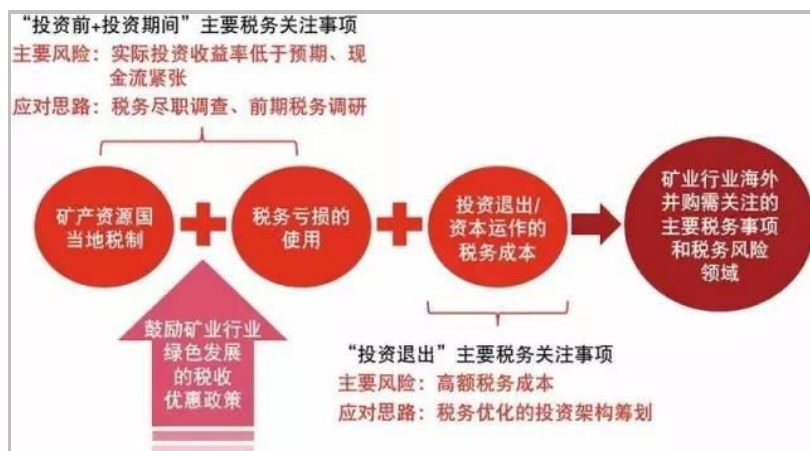 “投资前+投资期间”主要税务关注事项
主要风险：实际投资收益率低于预期、现
金流紧张
应对思路：税务尽职调查、前期税务调研
矿产资源国
当地税制
税务亏损的
使用
投资退出/
资本运作的
税务成本
矿业行业海外
并购需关注的
主要税务事项
和税务风险
领域
鼓励矿业行业
绿色发展
的税收
优惠政策
“投资退出”主要税务关注事项
主要风险：高额税务成本
应对思路：税务优化的投资架构筹划